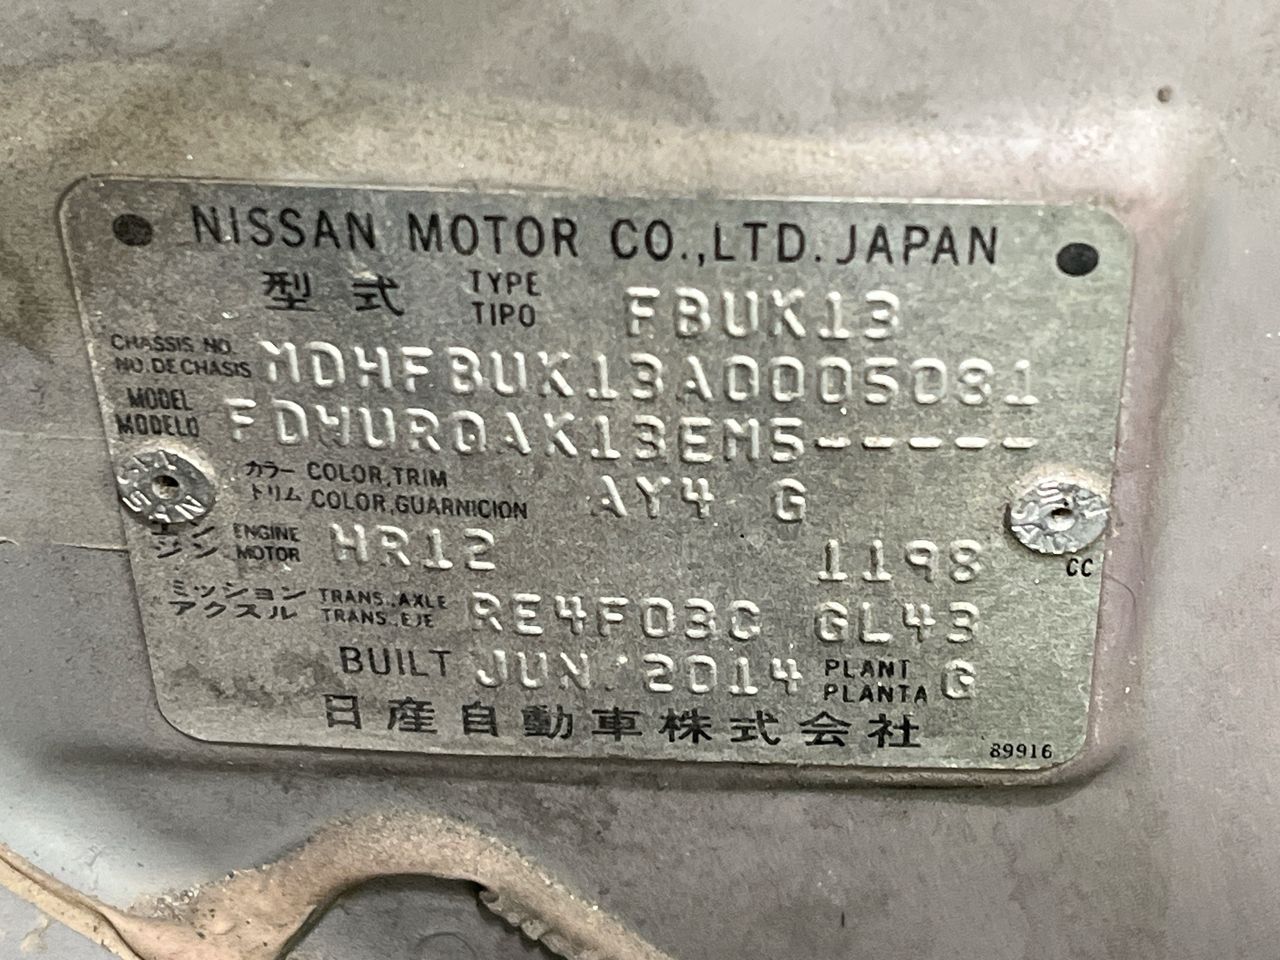 NISSAN MOTOR CO.,LTD. JAPAN
型式 TYPE TIPO FBUK13
CHASSIS NO. NO. DE CHASIS MDHFBUK13A0005081
MODEL MODELO FDYURQAK13EM5-----
カラー COLOR,TRIM
トリム COLOR,GUARNICION AY4 G
エンジン ENGINE MOTOR HR12 1198 CC
ミッション TRANS.,AXLE
アクスル TRANS.,EJE RE4F03C GL43
BUILT JUN.'2014 PLANT PLANTA G
日産自動車株式会社
89916